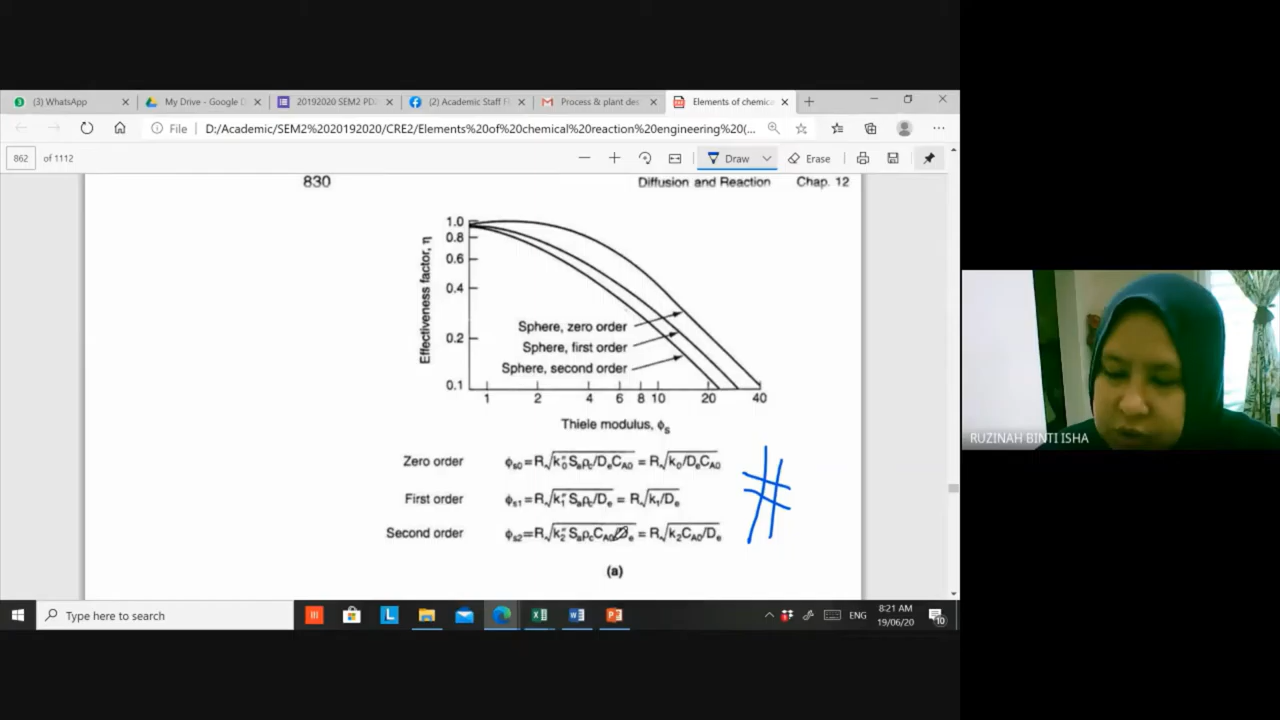 (3) WhatsApp
My Drive - Google D
20192020 SEM2 PD
(2) Academic Staff F
Process & plant des
Elements of chemica
File D:/Academic/SEM2%2020192020/CRE2/Elements%20of%20chemical%20reaction%20engineering%20(...
862 of 1112
Draw
Erase
830
Diffusion and Reaction Chap. 12
Effectiveness factor, η
1.0
0.8
0.6
0.4
0.2
0.1
Sphere, zero order
Sphere, first order
Sphere, second order
1 2 4 6 8 10 20 40
Thiele modulus, ϕs
Zero order ϕs0=R√k″0 Saρc/DeCA0 = R√k0/DeCA0
First order ϕs1=R√k″1 Saρc/De = R√k1/De
Second order ϕs2=R√k″2 SaρcCA0/De = R√k2CA0/De
(a)
RUZINAH BINTI ISHA
Type here to search
ENG
8:21 AM
19/06/20
10